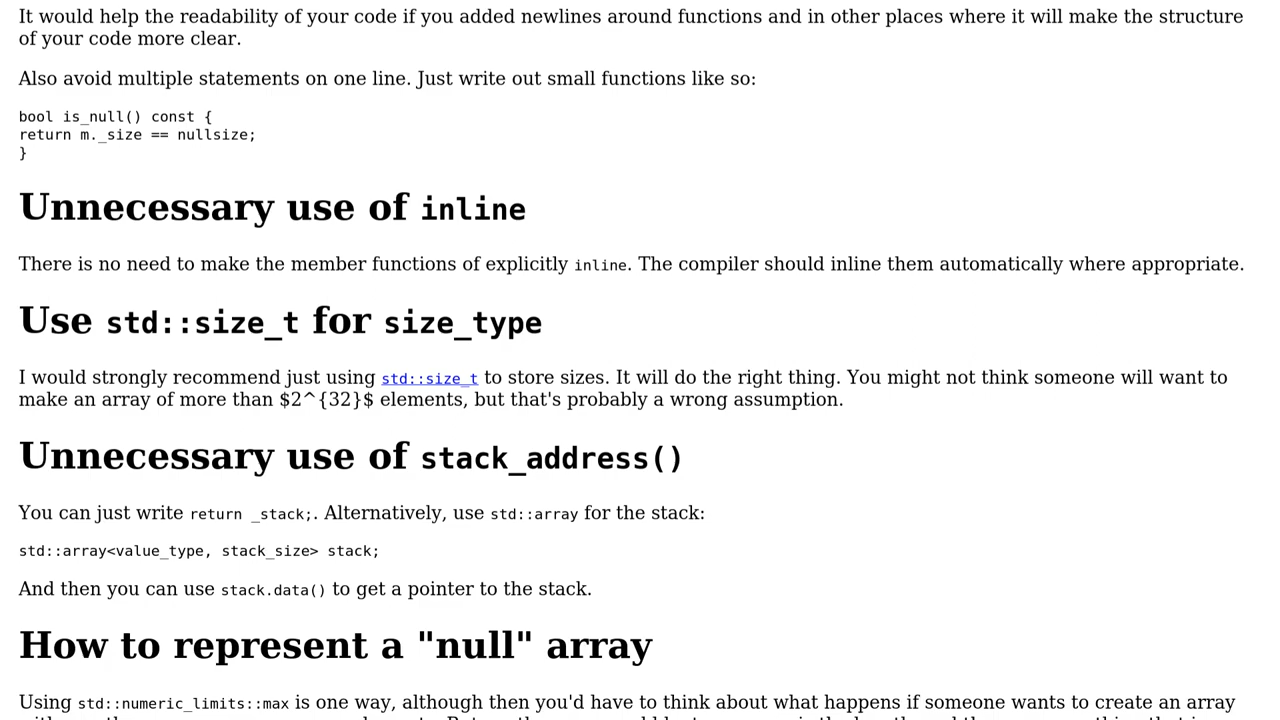 It would help the readability of your code if you added newlines around functions and in other places where it will make the structure
of your code more clear.
Also avoid multiple statements on one line. Just write out small functions like so:
bool is_null() const {
return m._size == nullsize;
}
Unnecessary use of inline
There is no need to make the member functions of explicitly inline. The compiler should inline them automatically where appropriate.
Use std::size_t for size_type
I would strongly recommend just using std::size_t to store sizes. It will do the right thing. You might not think someone will want to
make an array of more than $2^{32}$ elements, but that's probably a wrong assumption.
Unnecessary use of stack_address()
You can just write return _stack;. Alternatively, use std::array for the stack:
std::array<value_type, stack_size> stack;
And then you can use stack.data() to get a pointer to the stack.
How to represent a "null" array
Using std::numeric_limits::max is one way, although then you'd have to think about what happens if someone wants to create an array